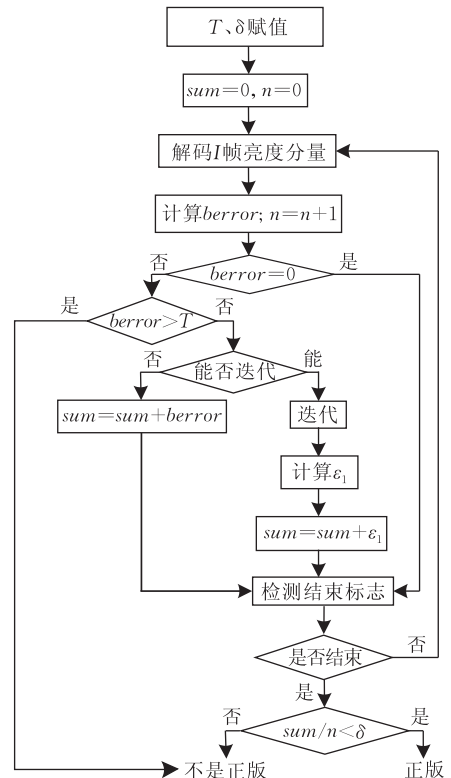 T、δ赋值
sum=0, n=0
解码I帧亮度分量
计算berror; n=n+1
否
berror=0
是
是
berror>T
否
否
能否迭代
能
sum=sum+berror
迭代
计算ε₁
sum=sum+ε₁
检测结束标志
是否结束
否
是
否
sum/n<δ
是
不是正版
正版